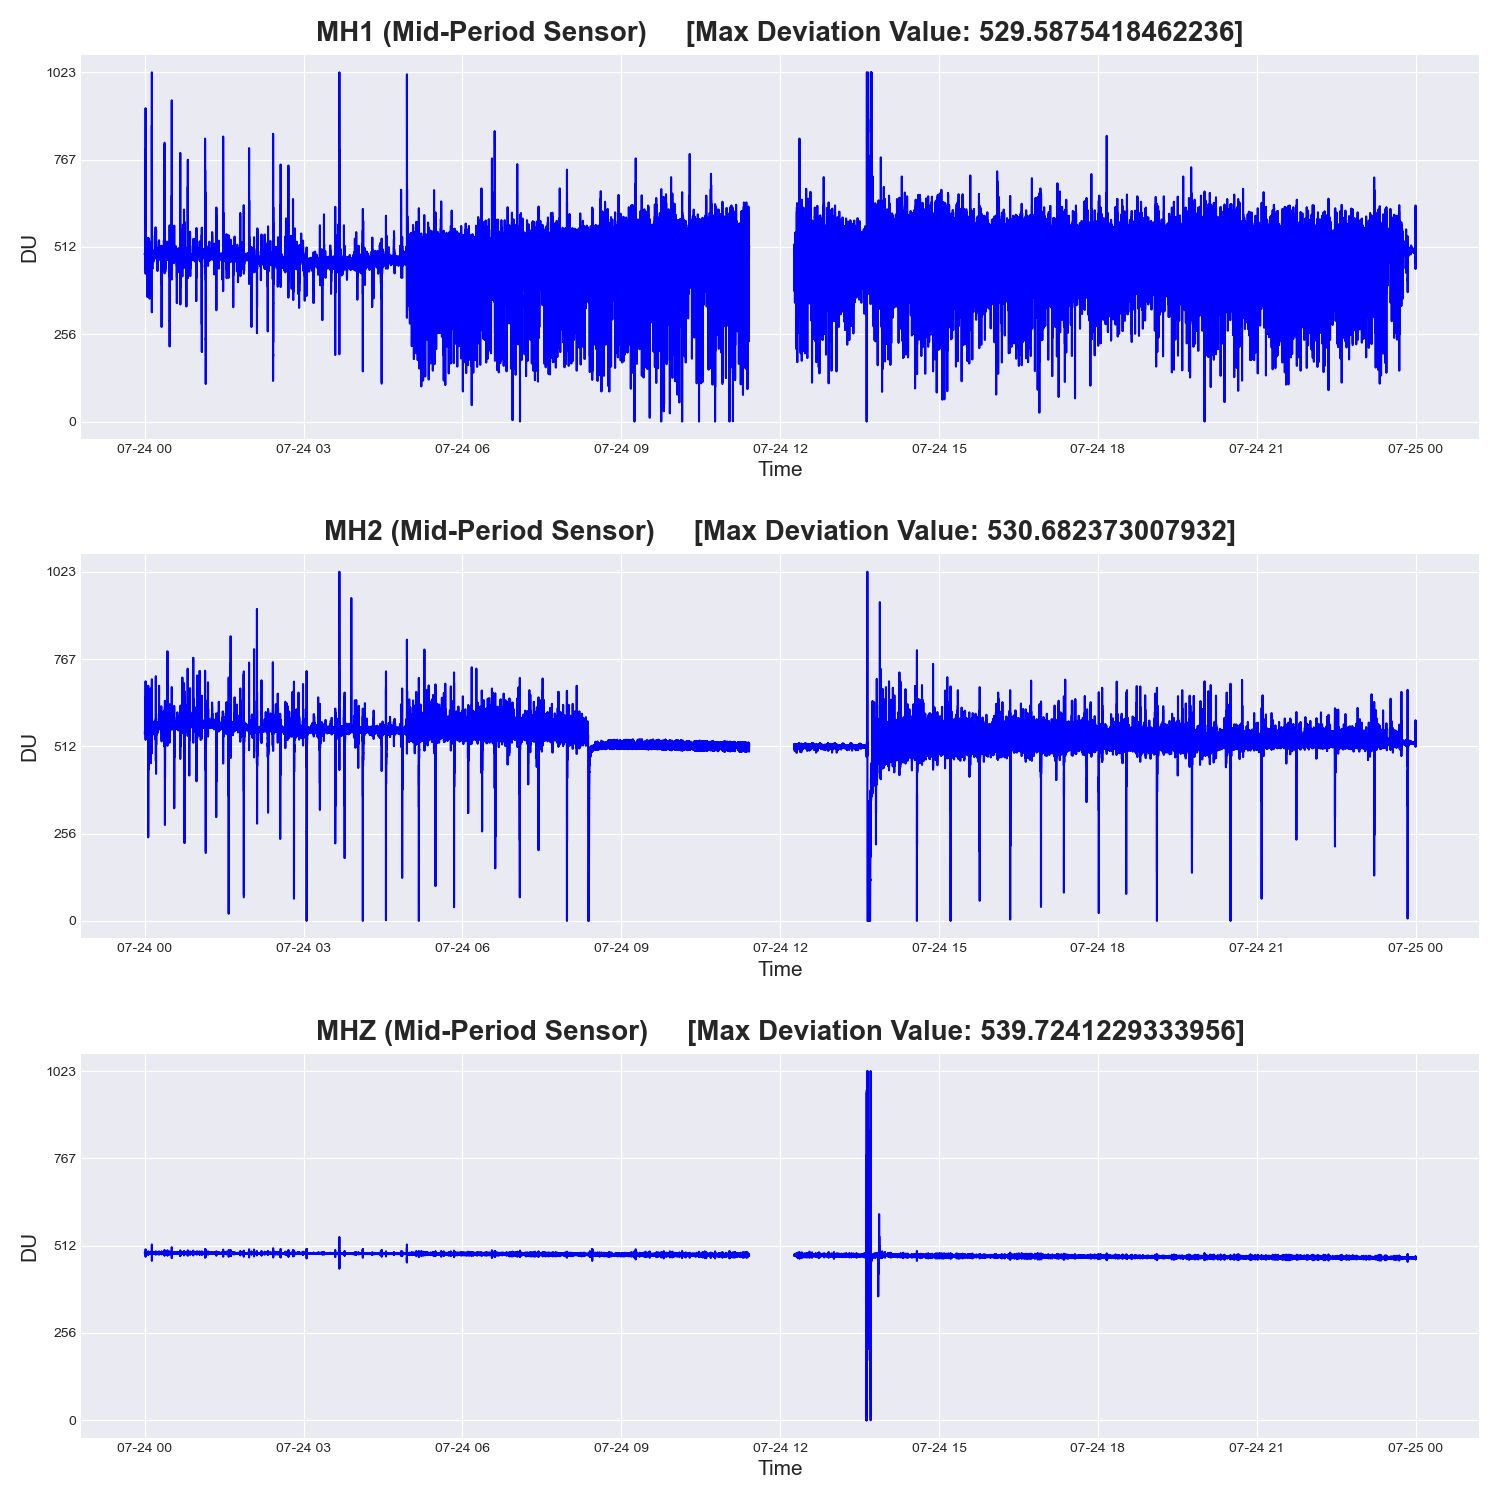 MH1 (Mid-Period Sensor) [Max Deviation Value: 529.5875418462236]
1023
767
512
256
0
DU
07-24 00 07-24 03 07-24 06 07-24 09 07-24 12 07-24 15 07-24 18 07-24 21 07-25 00
Time
MH2 (Mid-Period Sensor) [Max Deviation Value: 530.682373007932]
1023
767
512
256
0
DU
07-24 00 07-24 03 07-24 06 07-24 09 07-24 12 07-24 15 07-24 18 07-24 21 07-25 00
Time
MHZ (Mid-Period Sensor) [Max Deviation Value: 539.7241229333956]
1023
767
512
256
0
DU
07-24 00 07-24 03 07-24 06 07-24 09 07-24 12 07-24 15 07-24 18 07-24 21 07-25 00
Time